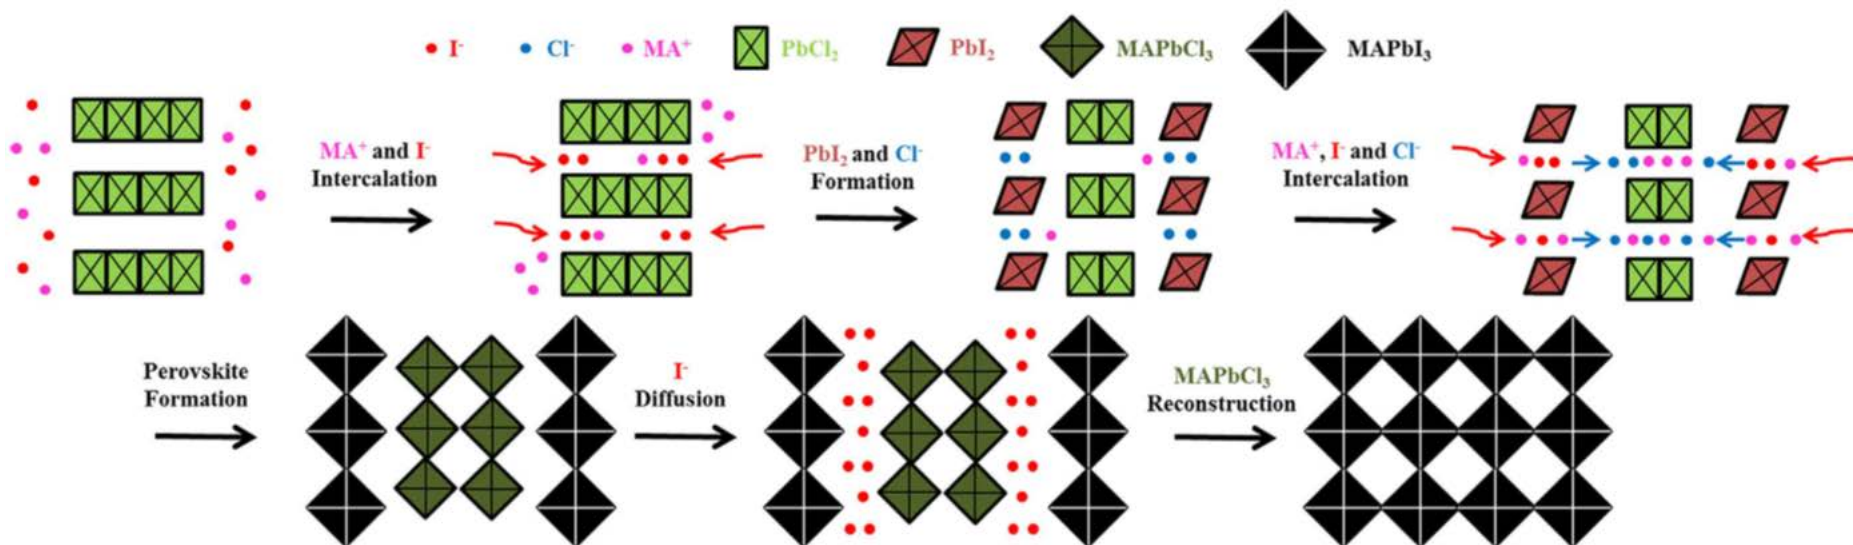 I⁻ Cl⁻ MA⁺ PbCl₂ PbI₂ MAPbCl₃ MAPbI₃
MA⁺ and I⁻
Intercalation
PbI₂ and Cl⁻
Formation
MA⁺, I⁻ and Cl⁻
Intercalation
Perovskite
Formation
I⁻
Diffusion
MAPbCl₃
Reconstruction